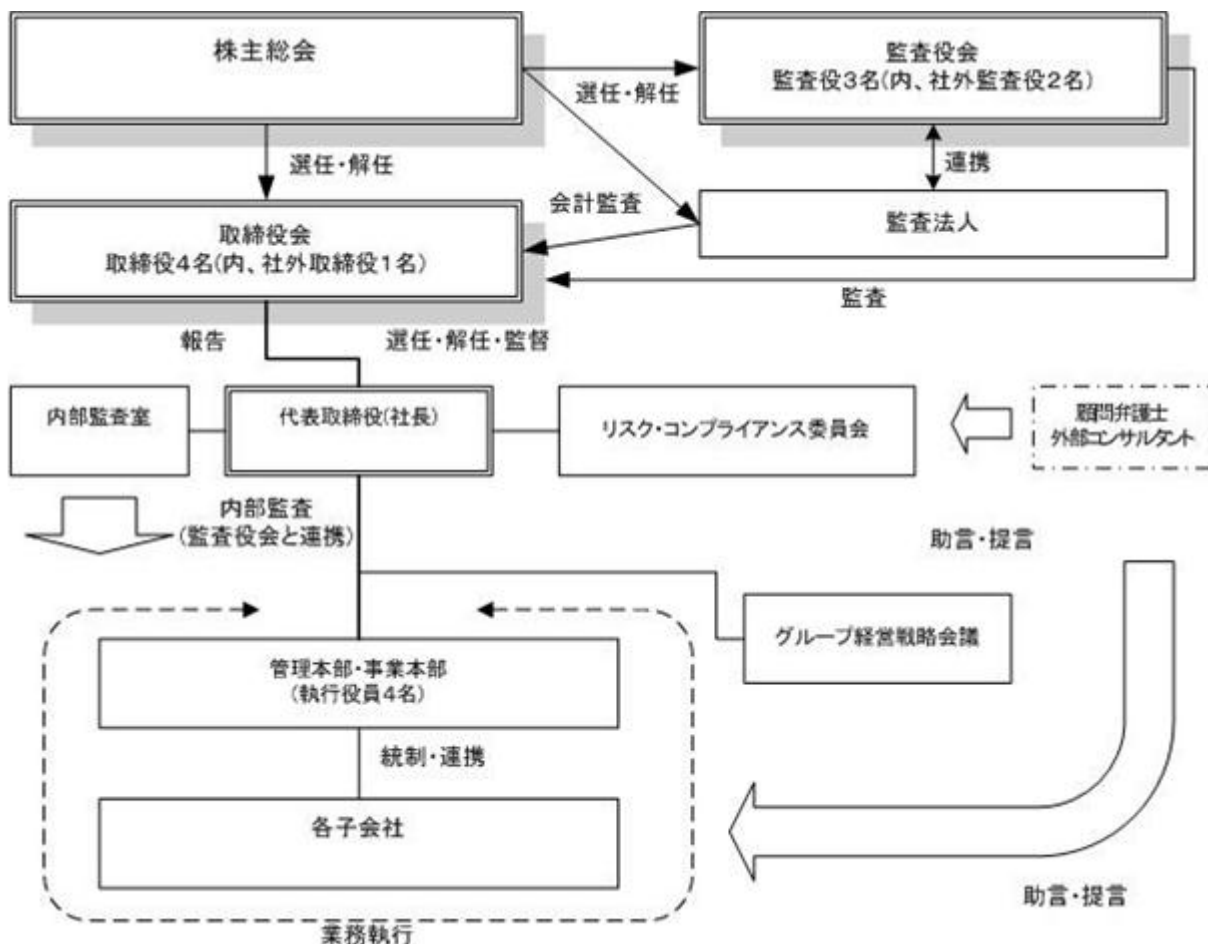 株主総会
監査役会
監査役3名(内、社外監査役2名)
選任・解任
選任・解任
連携
会計監査
監査法人
取締役会
取締役4名(内、社外取締役1名)
監査
報告
選任・解任・監督
内部監査室
代表取締役(社長)
リスク・コンプライアンス委員会
顧問弁護士
外部コンサルタント
内部監査
(監査役会と連携)
助言・提言
グループ経営戦略会議
管理本部・事業本部
(執行役員4名)
統制・連携
各子会社
助言・提言
業務執行